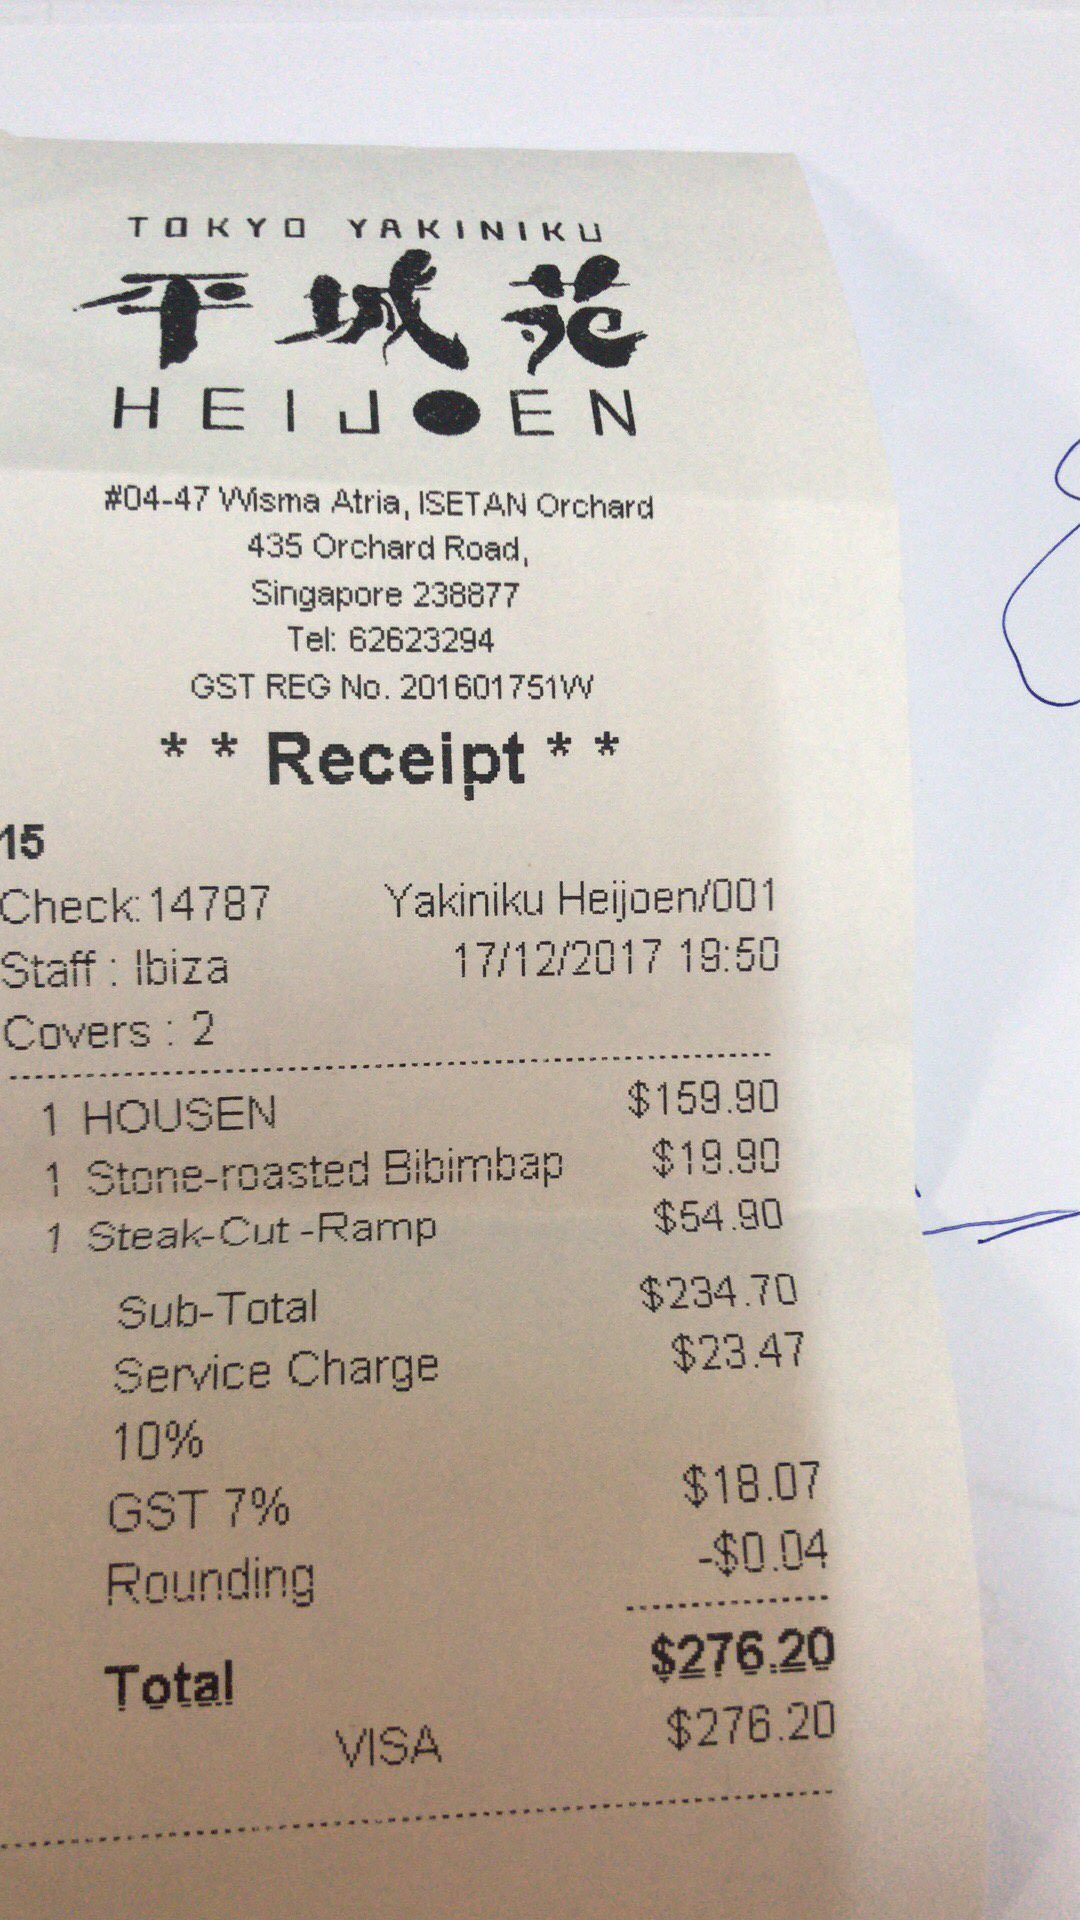 TOKYO YAKINIKU
平城苑
HEIJOEN
#04-47 Wisma Atria, ISETAN Orchard
435 Orchard Road,
Singapore 238877
Tel: 62623294
GST REG No. 201601751W
** Receipt **
15
Check:14787 Yakiniku Heijoen/001
Staff : Ibiza 17/12/2017 19:50
Covers : 2
1 HOUSEN $159.90
1 Stone-roasted Bibimbap $19.90
1 Steak-Cut -Ramp $54.90
Sub-Total $234.70
Service Charge $23.47
10%
GST 7% $18.07
Rounding -$0.04
Total $276.20
VISA $276.20